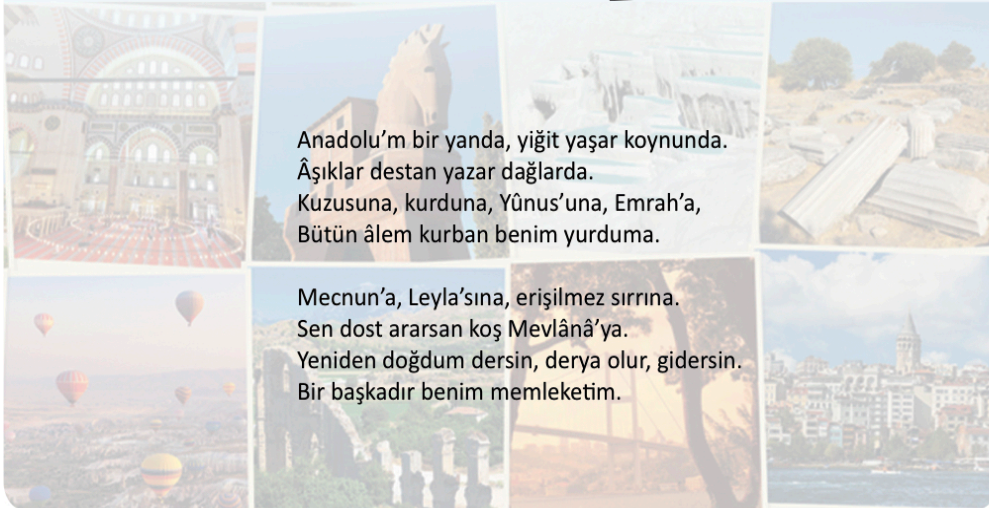 Anadolu’m bir yanda, yiğit yaşar koynunda.
Âşıklar destan yazar dağlarda.
Kuzusuna, kurduna, Yûnus’una, Emrah’a,
Bütün âlem kurban benim yurduma.
Mecnun’a, Leyla’sına, erişilmez sırrına.
Sen dost ararsan koş Mevlânâ’ya.
Yeniden doğdum dersin, derya olur, gidersin.
Bir başkadır benim memleketim.